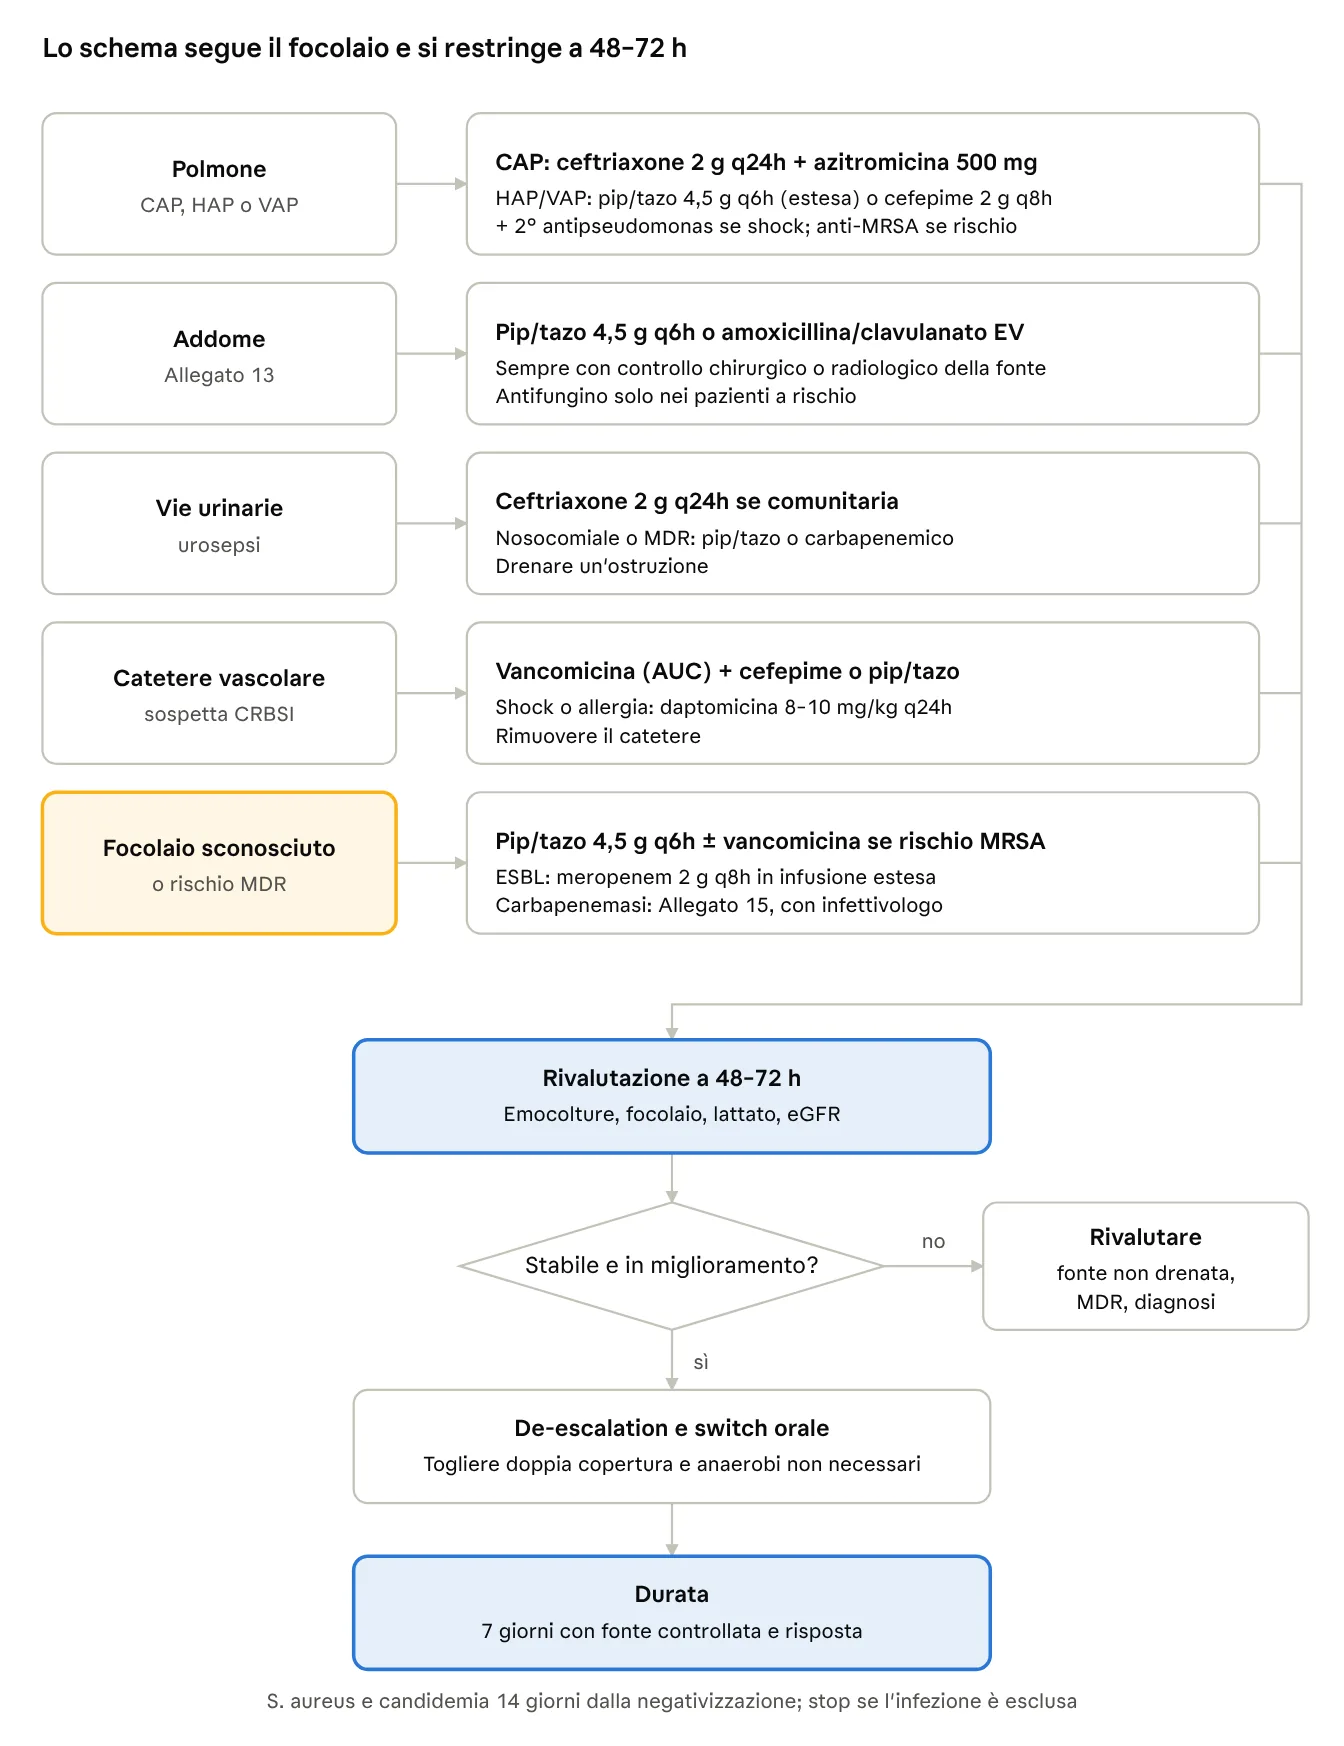 Lo schema segue il focolaio e si restringe a 48–72 h
Polmone
CAP, HAP o VAP
CAP: ceftriaxone 2 g q24h + azitromicina 500 mg
HAP/VAP: pip/tazo 4,5 g q6h (estesa) o cefepime 2 g q8h
+ 2° antipseudomonas se shock; anti-MRSA se rischio
Addome
Allegato 13
Pip/tazo 4,5 g q6h o amoxicillina/clavulanato EV
Sempre con controllo chirurgico o radiologico della fonte
Antifungino solo nei pazienti a rischio
Vie urinarie
urosepsi
Ceftriaxone 2 g q24h se comunitaria
Nosocomiale o MDR: pip/tazo o carbapenemico
Drenare un'ostruzione
Catetere vascolare
sospetta CRBSI
Vancomicina (AUC) + cefepime o pip/tazo
Shock o allergia: daptomicina 8–10 mg/kg q24h
Rimuovere il catetere
Focolaio sconosciuto
o rischio MDR
Pip/tazo 4,5 g q6h ± vancomicina se rischio MRSA
ESBL: meropenem 2 g q8h in infusione estesa
Carbapenemasi: Allegato 15, con infettivologo
Rivalutazione a 48–72 h
Emocolture, focolaio, lattato, eGFR
Stabile e in miglioramento?
no
Rivalutare
fonte non drenata,
MDR, diagnosi
sì
De-escalation e switch orale
Togliere doppia copertura e anaerobi non necessari
Durata
7 giorni con fonte controllata e risposta
S. aureus e candidemia 14 giorni dalla negativizzazione; stop se l'infezione è esclusa